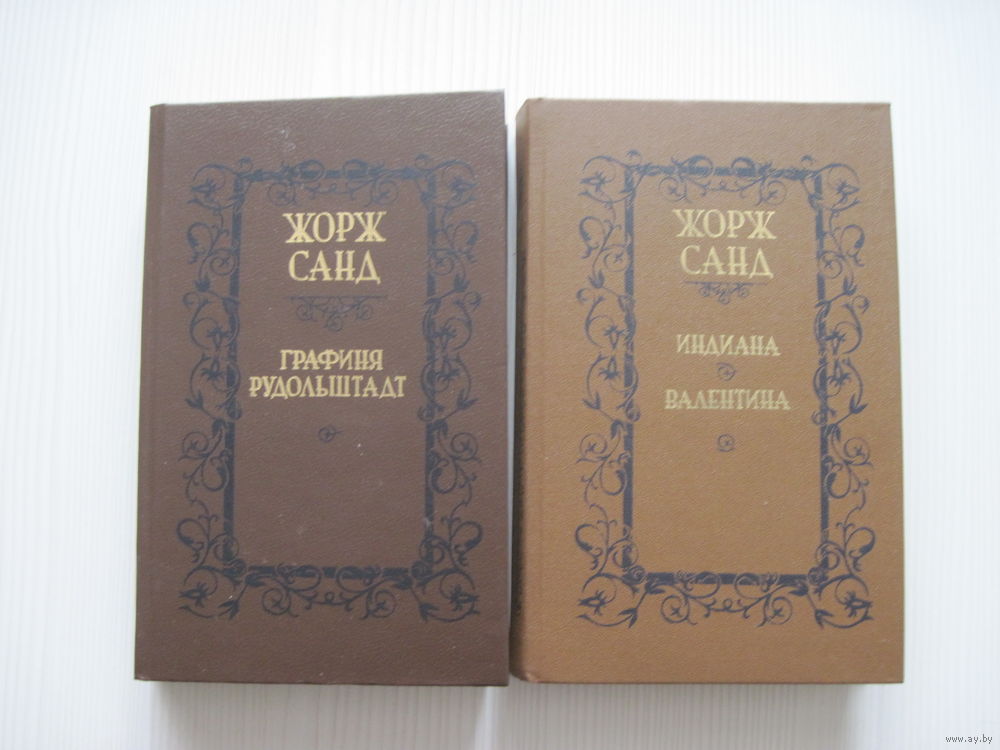 ЖОРЖ
САНД
ГРАФИНЯ
РУДОЛЬШТАДТ
ЖОРЖ
САНД
ИНДИАНА
ВАЛЕНТИНА
www.ay.by